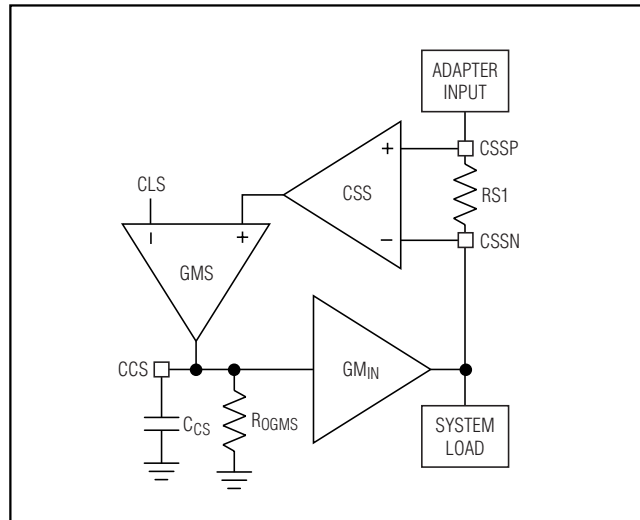 ADAPTER
INPUT
CSSP
+
CSS
CLS
RS1
−
+
−
CSSN
GMS
CCS
GMIN
CCS
ROGMS
SYSTEM
LOAD